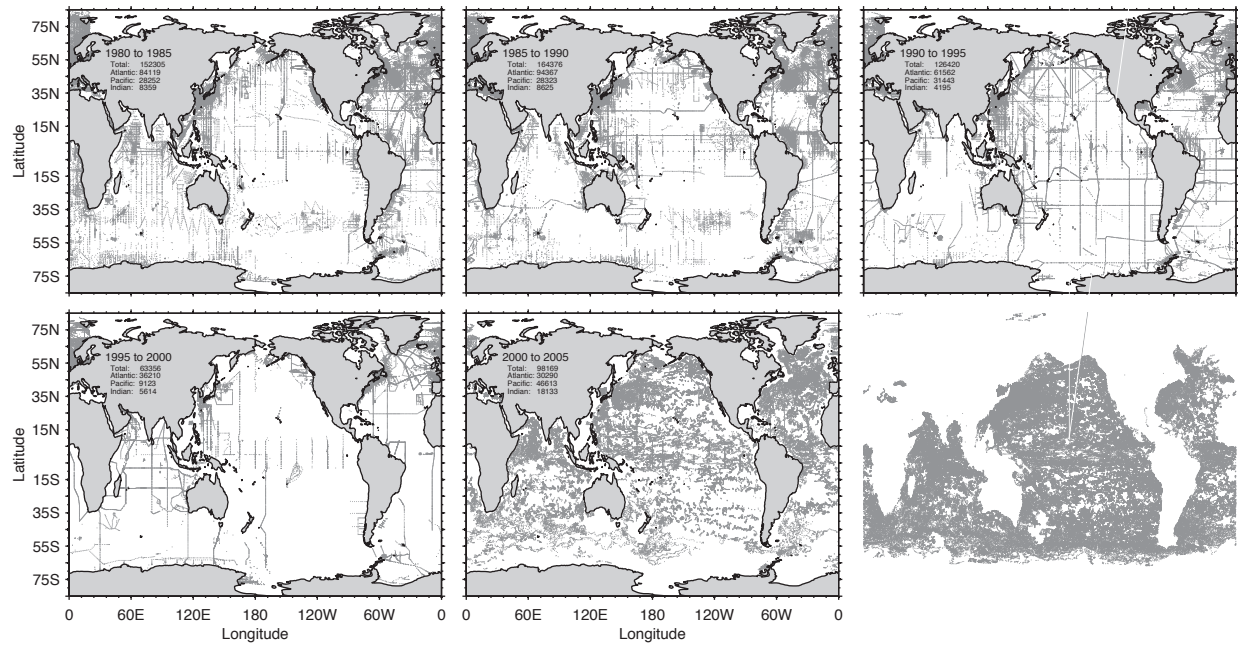 75N
55N
35N
15N
15S
35S
55S
75S
Latitude
1980 to 1985
Total: 152305
Atlantic: 84119
Pacific: 28252
Indian: 8359
1985 to 1990
Total: 164376
Atlantic: 94367
Pacific: 28323
Indian: 8625
1990 to 1995
Total: 126420
Atlantic: 61562
Pacific: 31443
Indian: 4195
75N
55N
35N
15N
15S
35S
55S
75S
Latitude
1995 to 2000
Total: 63356
Atlantic: 36210
Pacific: 9123
Indian: 5614
2000 to 2005
Total: 98169
Atlantic: 30290
Pacific: 46613
Indian: 18133
0 60E 120E 180 120W 60W 0
Longitude
0 60E 120E 180 120W 60W 0
Longitude